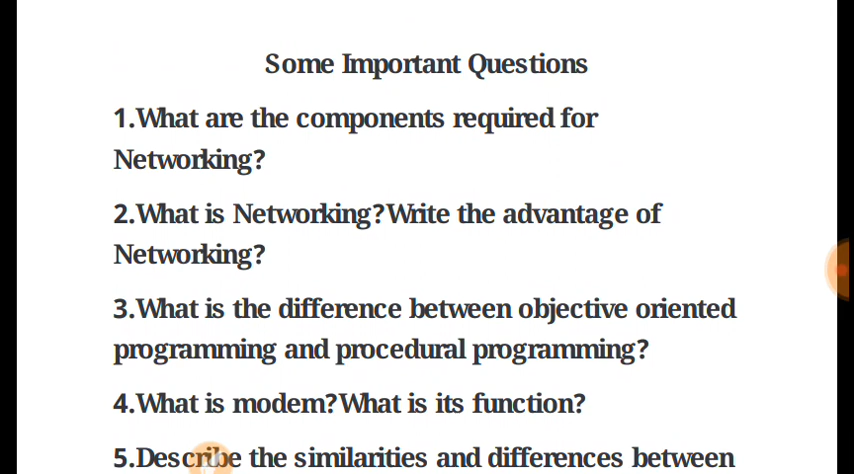 Some Important Questions
1.What are the components required for
Networking?
2.What is Networking?Write the advantage of
Networking?
3.What is the difference between objective oriented
programming and procedural programming?
4.What is modem?What is its function?
5.Describe the similarities and differences between